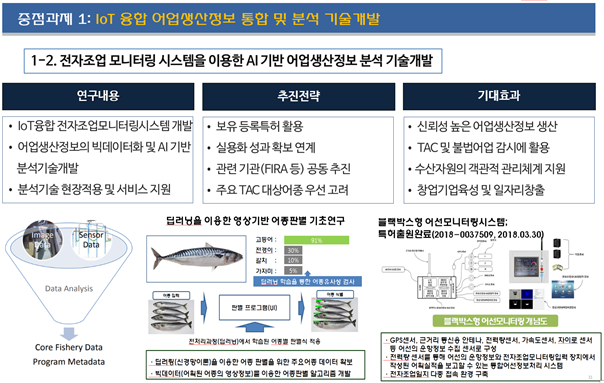 중점과제 1: IoT 융합 어업생산정보 통합 및 분석 기술개발
1-2. 전자조업 모니터링 시스템을 이용한 AI 기반 어업생산정보 분석 기술개발
연구내용
• IoT융합 전자조업모니터링시스템 개발
• 어업생산정보의 빅데이터화 및 AI 기반
분석기술개발
• 분석기술 현장적용 및 서비스 지원
추진전략
• 보유 등록특허 활용
• 실용화 성과 확보 연계
• 관련 기관(FIRA 등) 공동 추진
• 주요 TAC 대상어종 우선 고려
기대효과
• 신뢰성 높은 어업생산정보 생산
• TAC 및 불법어업 감시에 활용
• 수산자원의 객관적 관리체계 지원
• 창업기업육성 및 일자리창출
Image
Data
Sensor
Data
Data Analysis
Core Fishery Data
Program Metadata
딥러닝을 이용한 영상기반 어종판별 기초연구
고등어 : 91%
전갱이 : 30%
갈치 : 10%
가자미 : 5%
딥러닝 학습을 통한 어종유사성 검사
어종 입력
판별 프로그램(UI)
어종 식별
전처리과정(딥러닝)에서 학습된 어종별 판별식 적용
• 딥러링(신경망이론)을 이용한 어종 판별을 위한 주요어종 데이터 확보
• 빅데이터(어획된 어종의 영상정보)를 이용한 어종판별 알고리즘 개발
블랙박스형 어선모니터링시스템;
특허출원완료(2018-0037509, 2018.03.30)
블랙박스형 어선모니터링 개념도
• GPS센서, 근거리 통신용 안테나, 전력량센서, 가속도센서, 자이로 센서
등 어선의 운항정보 수집 센서로 구성
• 전력량 센서를 통해 어선의 운항정보와 전자조업모니터링입력 장치에서
작성된 어획실적을 보고할 수 있는 통합어선정보처리 시스템
• 전자조업일지 다중 접속 환경 구축